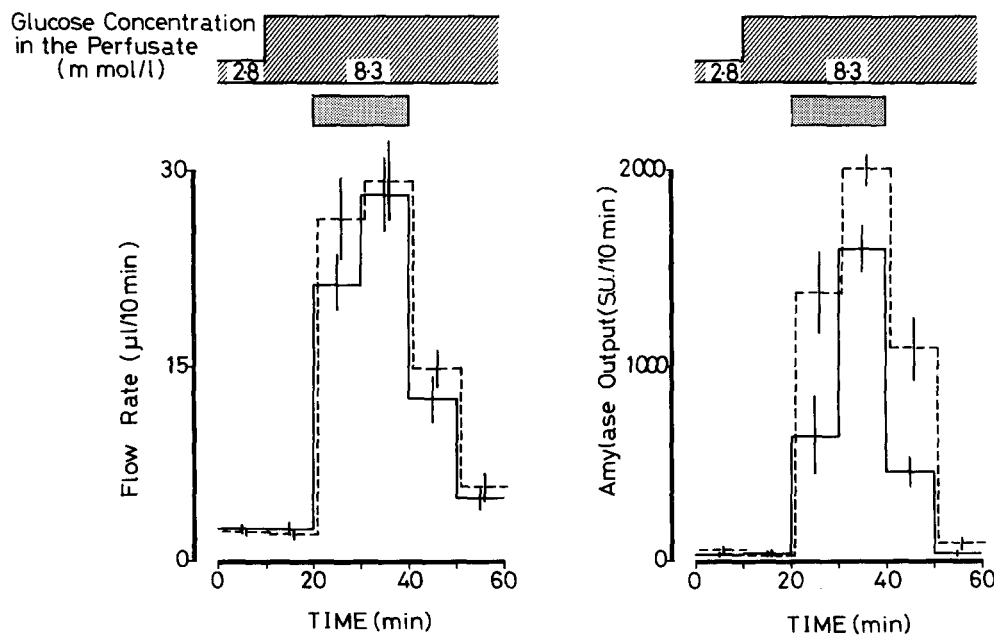 Glucose Concentration
in the Perfusate
(m mol/l)
2·8
8·3
2·8
8·3
Flow Rate (µl/10 min)
30
15
0
0 20 40 60
TIME (min)
Amylase Output (S.U./10 min)
2000
1000
0
0 20 40 60
TIME (min)